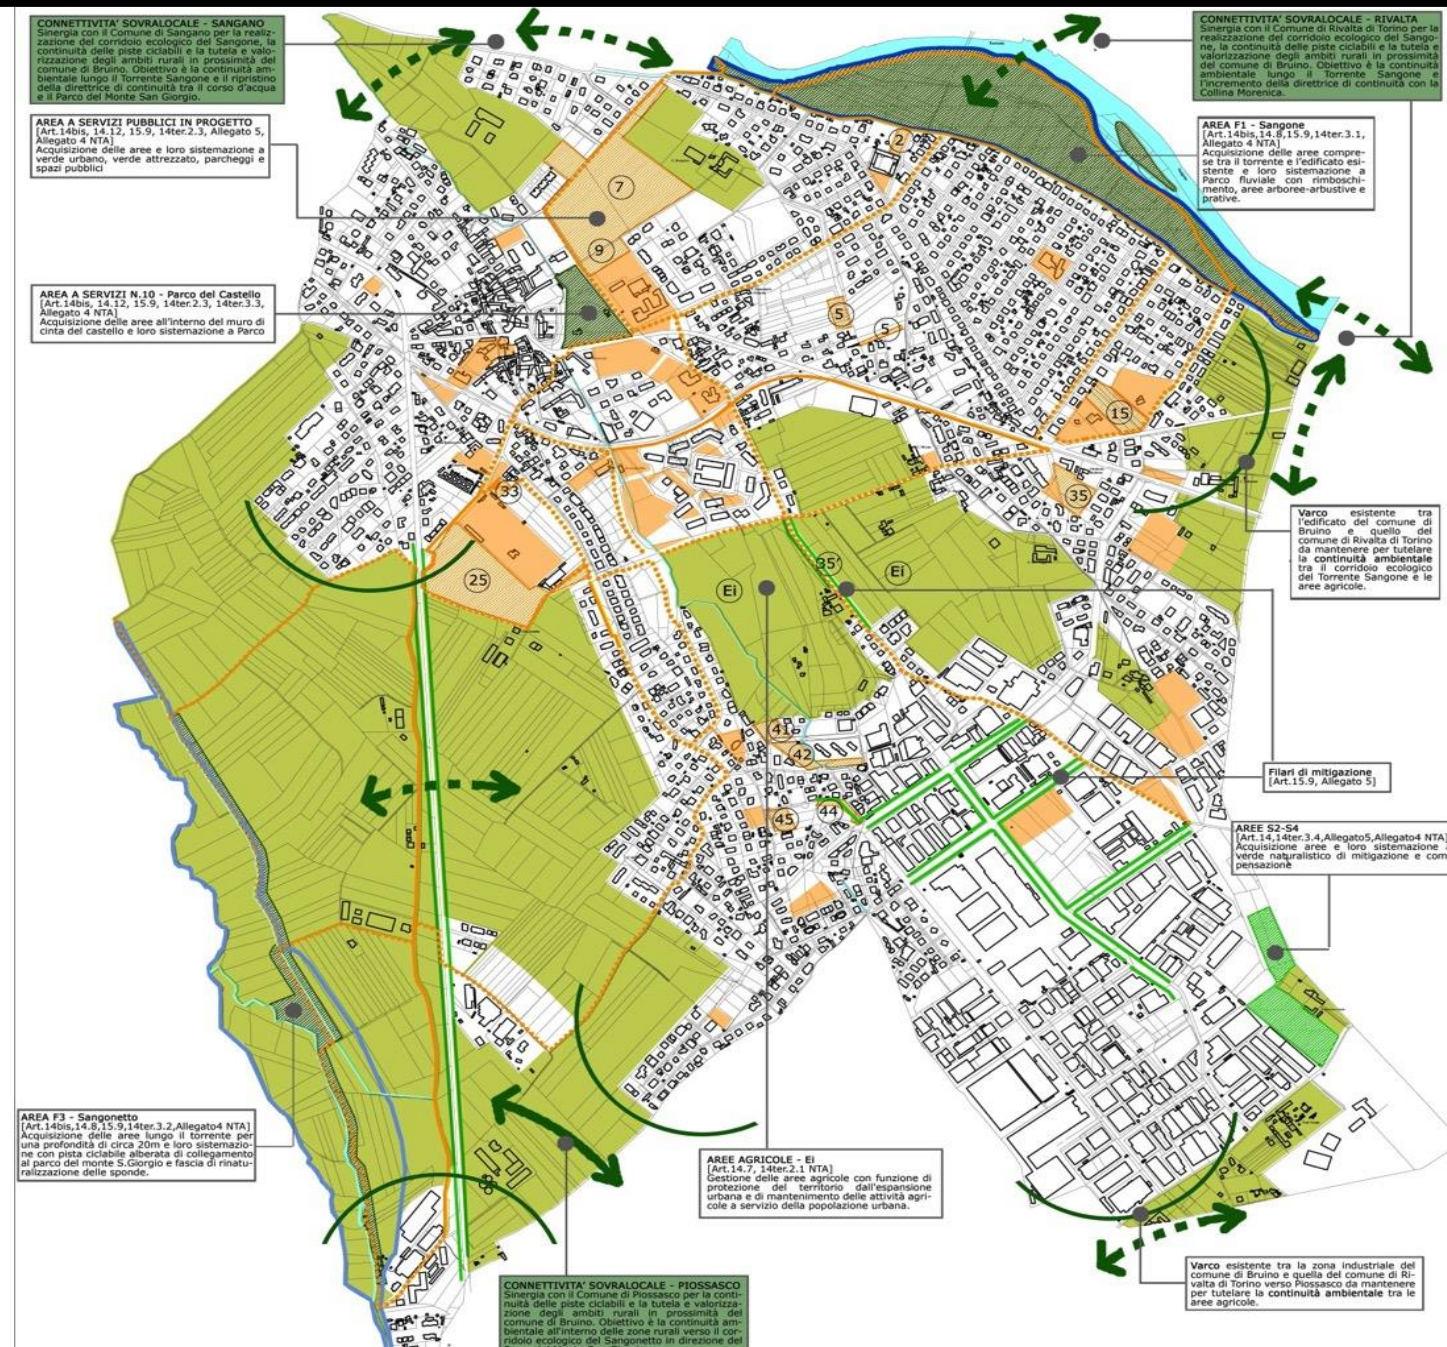 CONNETTIVITA' SOVRALOCALE - SANGANO
Sinergia con il Comune di Sangano per la realiz-
zazione del corridoio ecologico del Sangone, la
continuità delle piste ciclabili e la tutela e valo-
rizzazione degli ambiti rurali in prossimità del
comune di Bruino. Obiettivo è la continuità am-
bientale lungo il Torrente Sangone e il ripristino
della direttrice di continuità tra il corso d'acqua
e il Parco del Monte San Giorgio.
CONNETTIVITA' SOVRALOCALE - RIVALTA
Sinergia con il Comune di Rivalta di Torino per la
realizzazione del corridoio ecologico del Sango-
ne, la continuità delle piste ciclabili e la tutela e
valorizzazione degli ambiti rurali in prossimità
del comune di Bruino. Obiettivo è la continuità
ambientale lungo il Torrente Sangone e
l'incremento della direttrice di continuità con la
Collina Morenica.
AREA A SERVIZI PUBBLICI IN PROGETTO
[Art.14bis, 14.12, 15.9, 14ter.2.3, Allegato 5,
Allegato 4 NTA]
Acquisizione delle aree e loro sistemazione a
verde urbano, verde attrezzato, parcheggi e
spazi pubblici
AREA F1 - Sangone
[Art.14bis,14.8,15.9,14ter.3.1,
Allegato 4 NTA]
Acquisizione delle aree compre-
se tra il torrente e l'edificato esi-
stente e loro sistemazione a
Parco fluviale con rimboschi-
mento, aree arboree-arbustive e
prative.
2
7
9
AREA A SERVIZI N.10 - Parco del Castello
[Art.14bis, 14.12, 15.9, 14ter.2.3, 14ter.3.3,
Allegato 4 NTA]
Acquisizione delle aree all'interno del muro di
cinta del castello e loro sistemazione a Parco
5
5
15
33
35
25
35'
Ei
Ei
Varco esistente tra
l'edificato del comune di
Bruino e quello del
comune di Rivalta di Torino
da mantenere per tutelare
la continuità ambientale
tra il corridoio ecologico
del Torrente Sangone e le
aree agricole.
41
42
45
44
Filari di mitigazione
[Art.15.9, Allegato 5]
AREE S2-S4
[Art.14,14ter.3.4,Allegato5,Allegato4 NTA]
Acquisizione aree e loro sistemazione a
verde naturalistico di mitigazione e com-
pensazione
AREA F3 - Sangonetto
[Art.14bis,14.8,15.9,14ter.3.2,Allegato4 NTA]
Acquisizione delle aree lungo il torrente per
una profondità di circa 20m e loro sistemazio-
ne con pista ciclabile alberata di collegamento
al parco del monte S.Giorgio e fascia di rinatu-
ralizzazione delle sponde.
AREE AGRICOLE - Ei
[Art.14.7, 14ter.2.1 NTA]
Gestione delle aree agricole con funzione di
protezione del territorio dall'espansione
urbana e di mantenimento delle attività agri-
cole a servizio della popolazione urbana.
Varco esistente tra la zona industriale del
comune di Bruino e quella del comune di Ri-
valta di Torino verso Piossasco da mantenere
per tutelare la continuità ambientale tra le
aree agricole.
CONNETTIVITA' SOVRALOCALE - PIOSSASCO
Sinergia con il Comune di Piossasco per la conti-
nuità delle piste ciclabili e la tutela e valorizza-
zione degli ambiti rurali in prossimità del
comune di Bruino. Obiettivo è la continuità am-
bientale all'interno delle zone rurali verso il cor-
ridoio ecologico del Sangonetto in direzione del